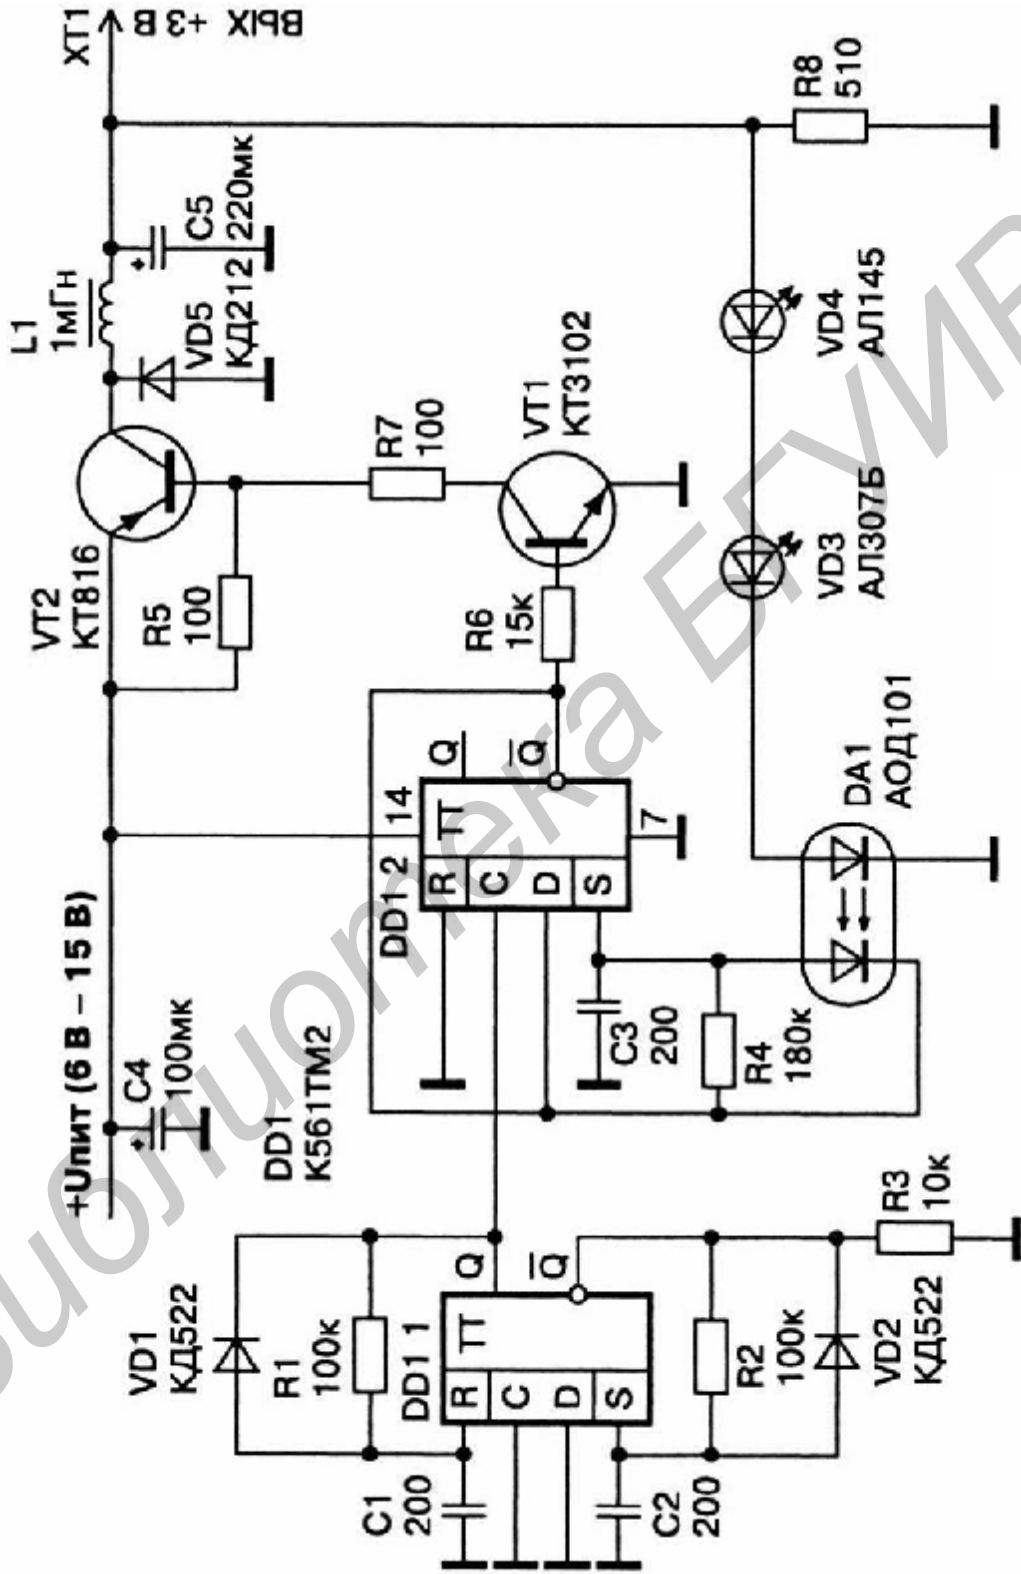 +Uпит (6 В – 15 В)
C4
100мк
VT2
КТ816
L1
1мГн
XT1
ВЫХ +3 В
R5
100
VD5
КД212
C5
220мк
R7
100
VT1
КТ3102
R6
15к
DD1
К561ТМ2
DD1 2
14
R
C
D
S
TT
Q
Q
7
C3
200
R4
180к
DA1
АОД101
VD3
АЛ307Б
VD4
АЛ145
R8
510
VD1
КД522
R1
100к
DD1 1
R
C
D
S
TT
Q
Q
C1
200
C2
200
R2
100к
VD2
КД522
R3
10к
библиотека БГУИР